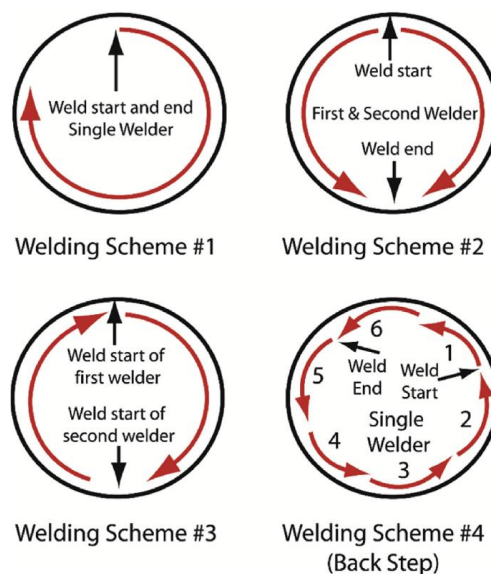 Weld start and end
Single Welder
Welding Scheme #1
Weld start
First & Second Welder
Weld end
Welding Scheme #2
Weld start of
first welder
Weld start of
second welder
Welding Scheme #3
6
1
5
Weld
End
Weld
Start
2
Single
Welder
4
3
Welding Scheme #4
(Back Step)